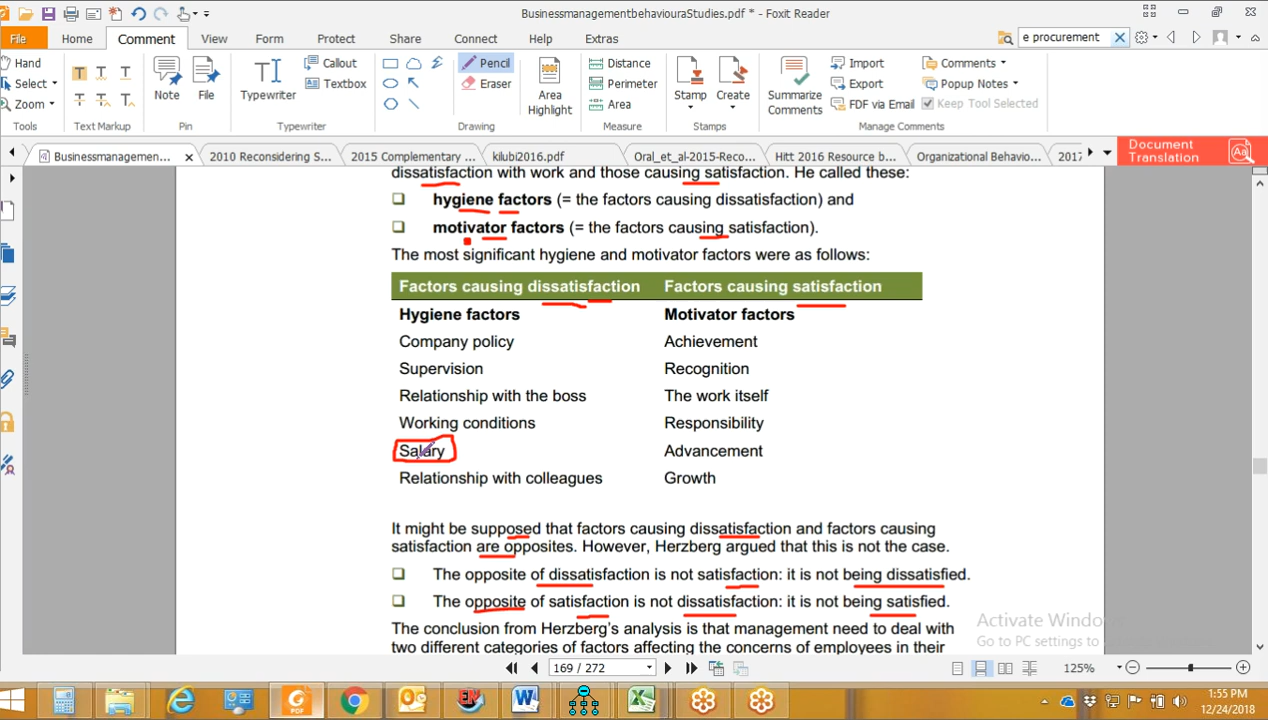 BusinessmanagementbehaviouraStudies.pdf * - Foxit Reader
File Home Comment View Form Protect Share Connect Help Extras e procurement
Hand
Select
Zoom
Tools
T T T
T T T
Text Markup
Note File
Pin
Typewriter Callout
Textbox
Typewriter
Pencil
Eraser
Area Highlight
Drawing
Distance
Perimeter
Area
Measure
Stamp Create
Stamps
Summarize Comments
Import
Export
FDF via Email
Comments
Popup Notes
Keep Tool Selected
Manage Comments
Businessmanagemen... 2010 Reconsidering S... 2015 Complementary ... kilubi2016.pdf Oral_et_al-2015-Reco... Hitt 2016 Resource b... Organizational Behavio... 2017
Document
Translation
dissatisfaction with work and those causing satisfaction. He called these:
hygiene factors (= the factors causing dissatisfaction) and
motivator factors (= the factors causing satisfaction).
The most significant hygiene and motivator factors were as follows:
Factors causing dissatisfaction Factors causing satisfaction
Hygiene factors Motivator factors
Company policy Achievement
Supervision Recognition
Relationship with the boss The work itself
Working conditions Responsibility
Salary Advancement
Relationship with colleagues Growth
It might be supposed that factors causing dissatisfaction and factors causing
satisfaction are opposites. However, Herzberg argued that this is not the case.
The opposite of dissatisfaction is not satisfaction: it is not being dissatisfied.
The opposite of satisfaction is not dissatisfaction: it is not being satisfied.
The conclusion from Herzberg's analysis is that management need to deal with
two different categories of factors affecting the concerns of employees in their
Activate Windows
Go to PC settings to
169 / 272 125%
1:55 PM
12/24/2018